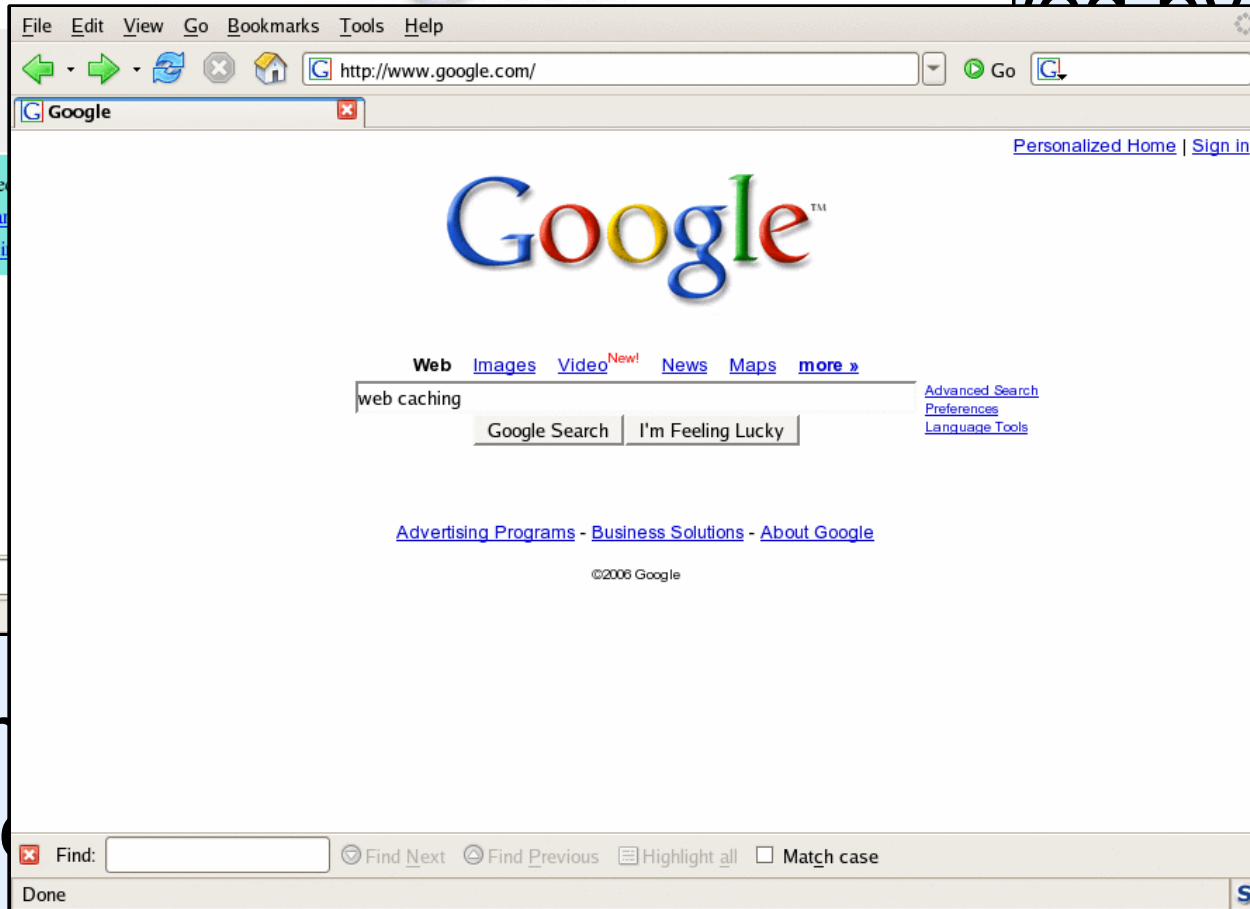 File Edit View Go Bookmarks Tools Help
http://www.google.com/ Go
Google
Personalized Home | Sign in
Google™
Web Images Video New! News Maps more »
web caching
Advanced Search
Preferences
Language Tools
Google Search I'm Feeling Lucky
Advertising Programs - Business Solutions - About Google
©2006 Google
Find: Find Next Find Previous Highlight all Match case
Done